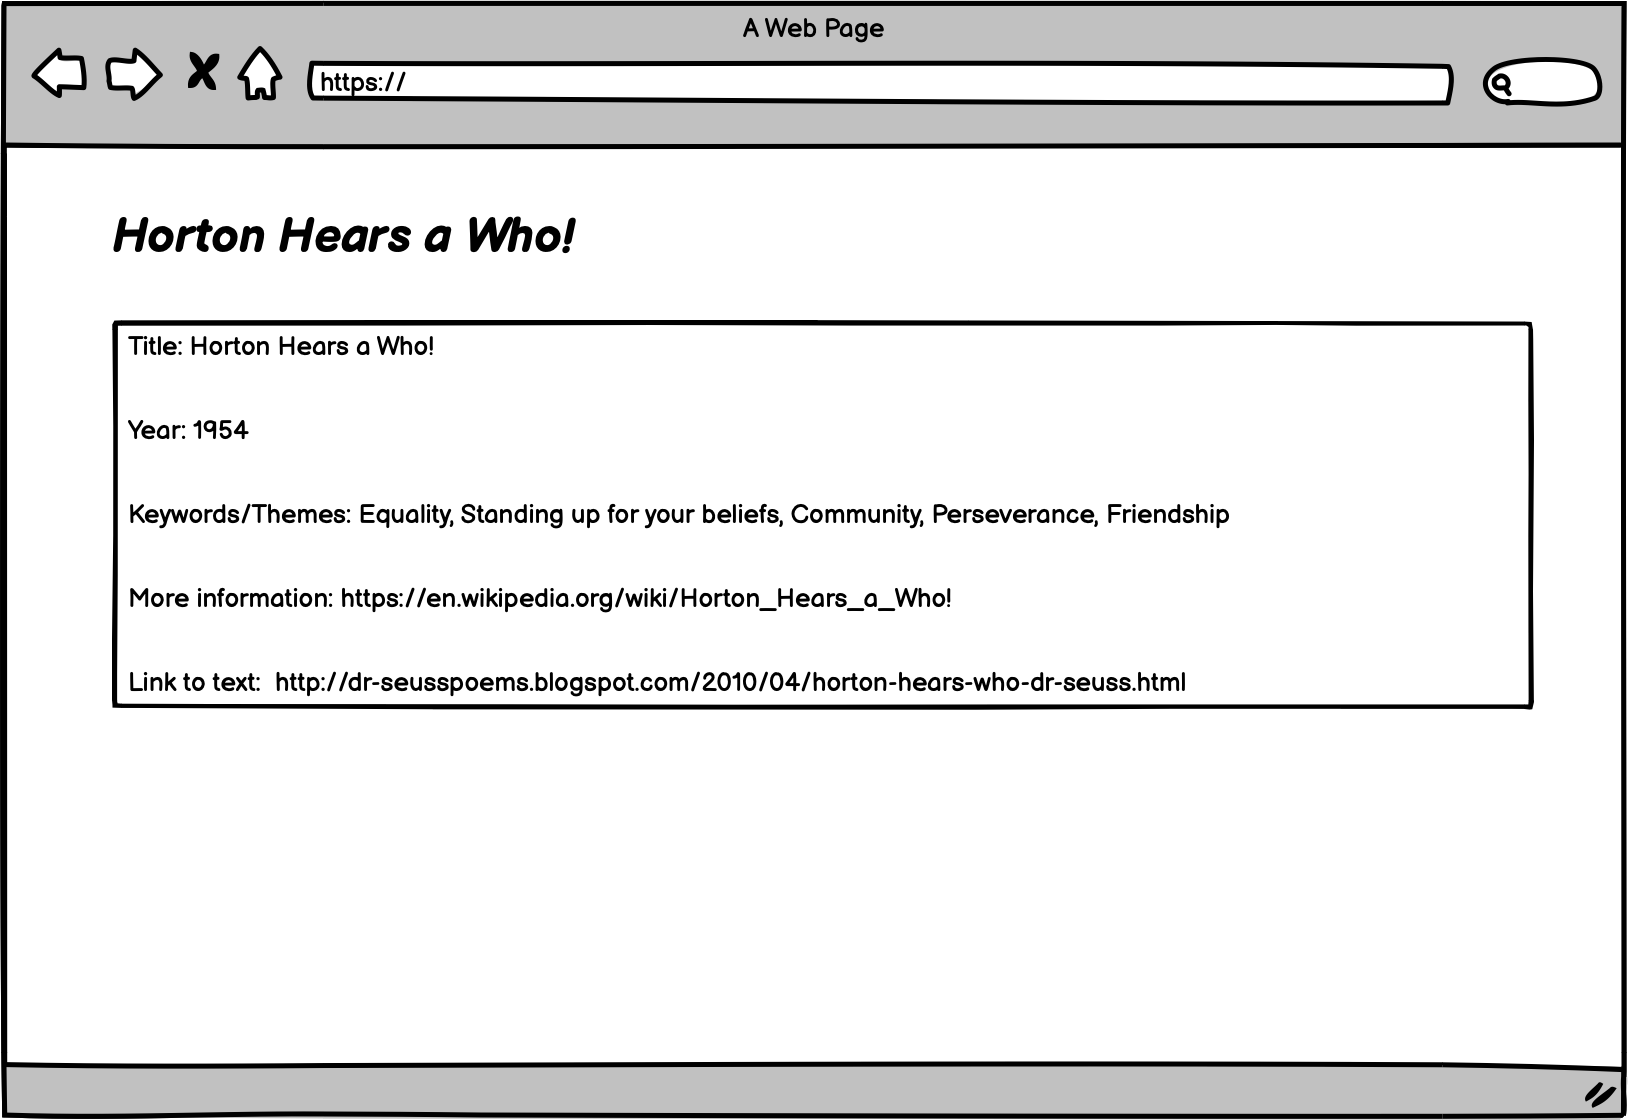 A Web Page
https://
Horton Hears a Who!
Title: Horton Hears a Who!
Year: 1954
Keywords/Themes: Equality, Standing up for your beliefs, Community, Perseverance, Friendship
More information: https://en.wikipedia.org/wiki/Horton_Hears_a_Who!
Link to text:  http://dr-seusspoems.blogspot.com/2010/04/horton-hears-who-dr-seuss.html